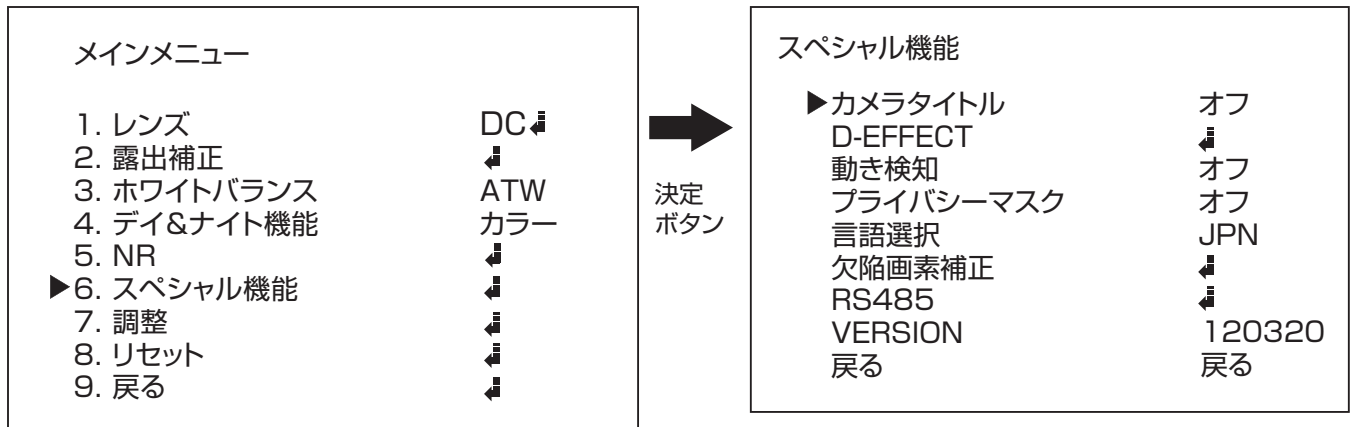 メインメニュー
1. レンズ DC
2. 露出補正
3. ホワイトバランス ATW
4. デイ&ナイト機能 カラー
5. NR
▶6. スペシャル機能
7. 調整
8. リセット
9. 戻る
決定
ボタン
スペシャル機能
▶カメラタイトル オフ
D-EFFECT
動き検知 オフ
プライバシーマスク オフ
言語選択 JPN
欠陥画素補正
RS485
VERSION 120320
戻る 戻る